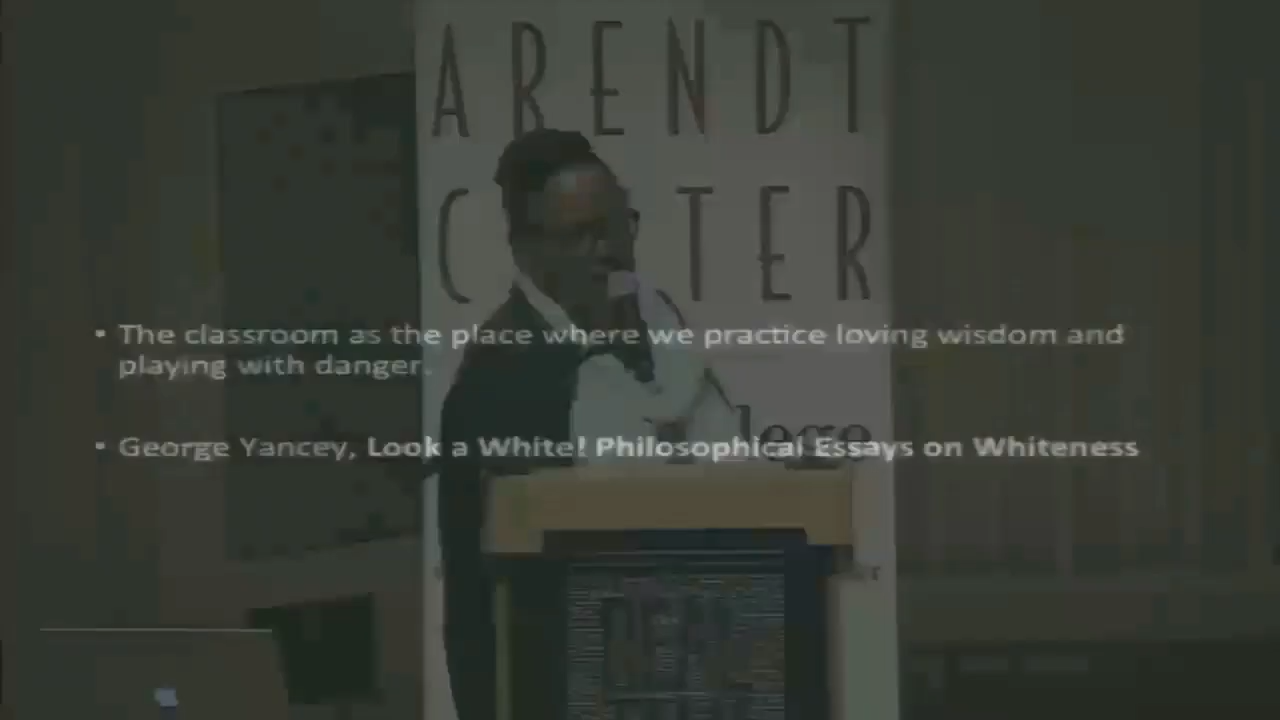 ARENDT
C TER
• The classroom as the place where we practice loving wisdom and
playing with danger.
lege
• George Yancey, Look a White! Philosophical Essays on Whiteness